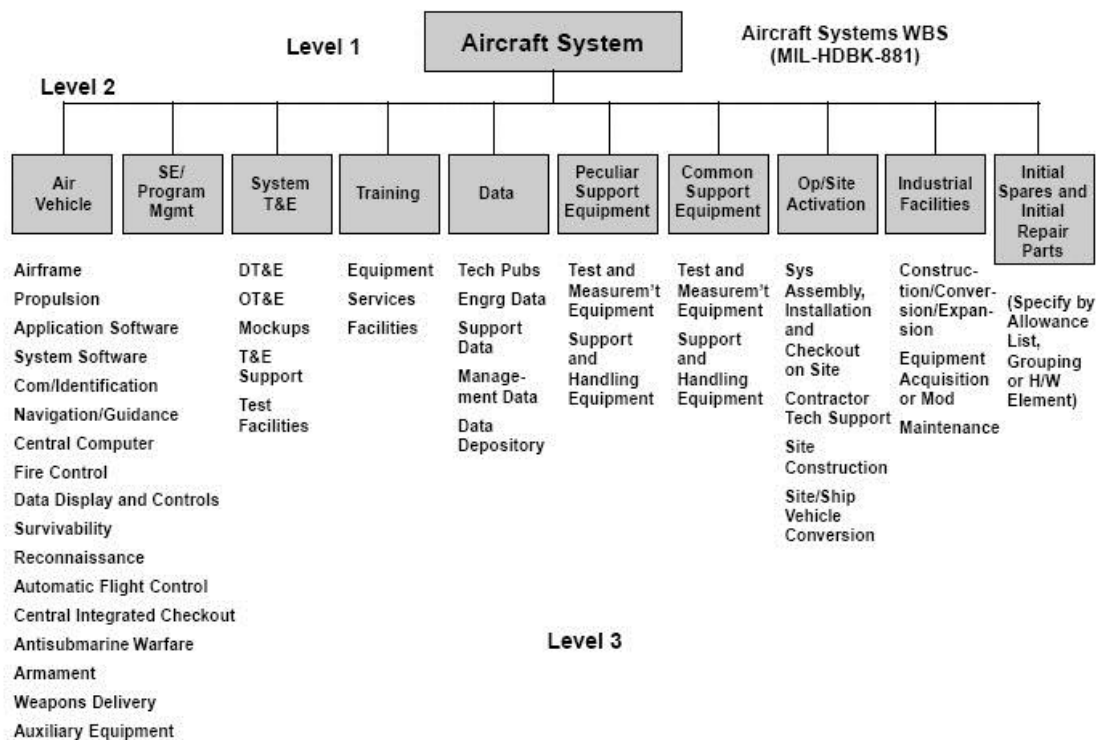 Level 1
Aircraft System
Aircraft Systems WBS
(MIL-HDBK-881)
Level 2
Air
Vehicle
SE/
Program
Mgmt
System
T&E
Training
Data
Peculiar
Support
Equipment
Common
Support
Equipment
Op/Site
Activation
Industrial
Facilities
Initial
Spares and
Initial
Repair
Parts
Airframe
Propulsion
Application Software
System Software
Com/Identification
Navigation/Guidance
Central Computer
Fire Control
Data Display and Controls
Survivability
Reconnaissance
Automatic Flight Control
Central Integrated Checkout
Antisubmarine Warfare
Armament
Weapons Delivery
Auxiliary Equipment
DT&E
OT&E
Mockups
T&E
Support
Test
Facilities
Equipment
Services
Facilities
Tech Pubs
Engrg Data
Support
Data
Manage-
ment Data
Data
Depository
Test and
Measurem't
Equipment
Support
and
Handling
Equipment
Test and
Measurem't
Equipment
Support
and
Handling
Equipment
Sys
Assembly,
Installation
and
Checkout
on Site
Contractor
Tech Support
Site
Construction
Site/Ship
Vehicle
Conversion
Construc-
tion/Conver-
sion/Expan-
sion
Equipment
Acquisition
or Mod
Maintenance
(Specify by
Allowance
List,
Grouping
or H/W
Element)
Level 3